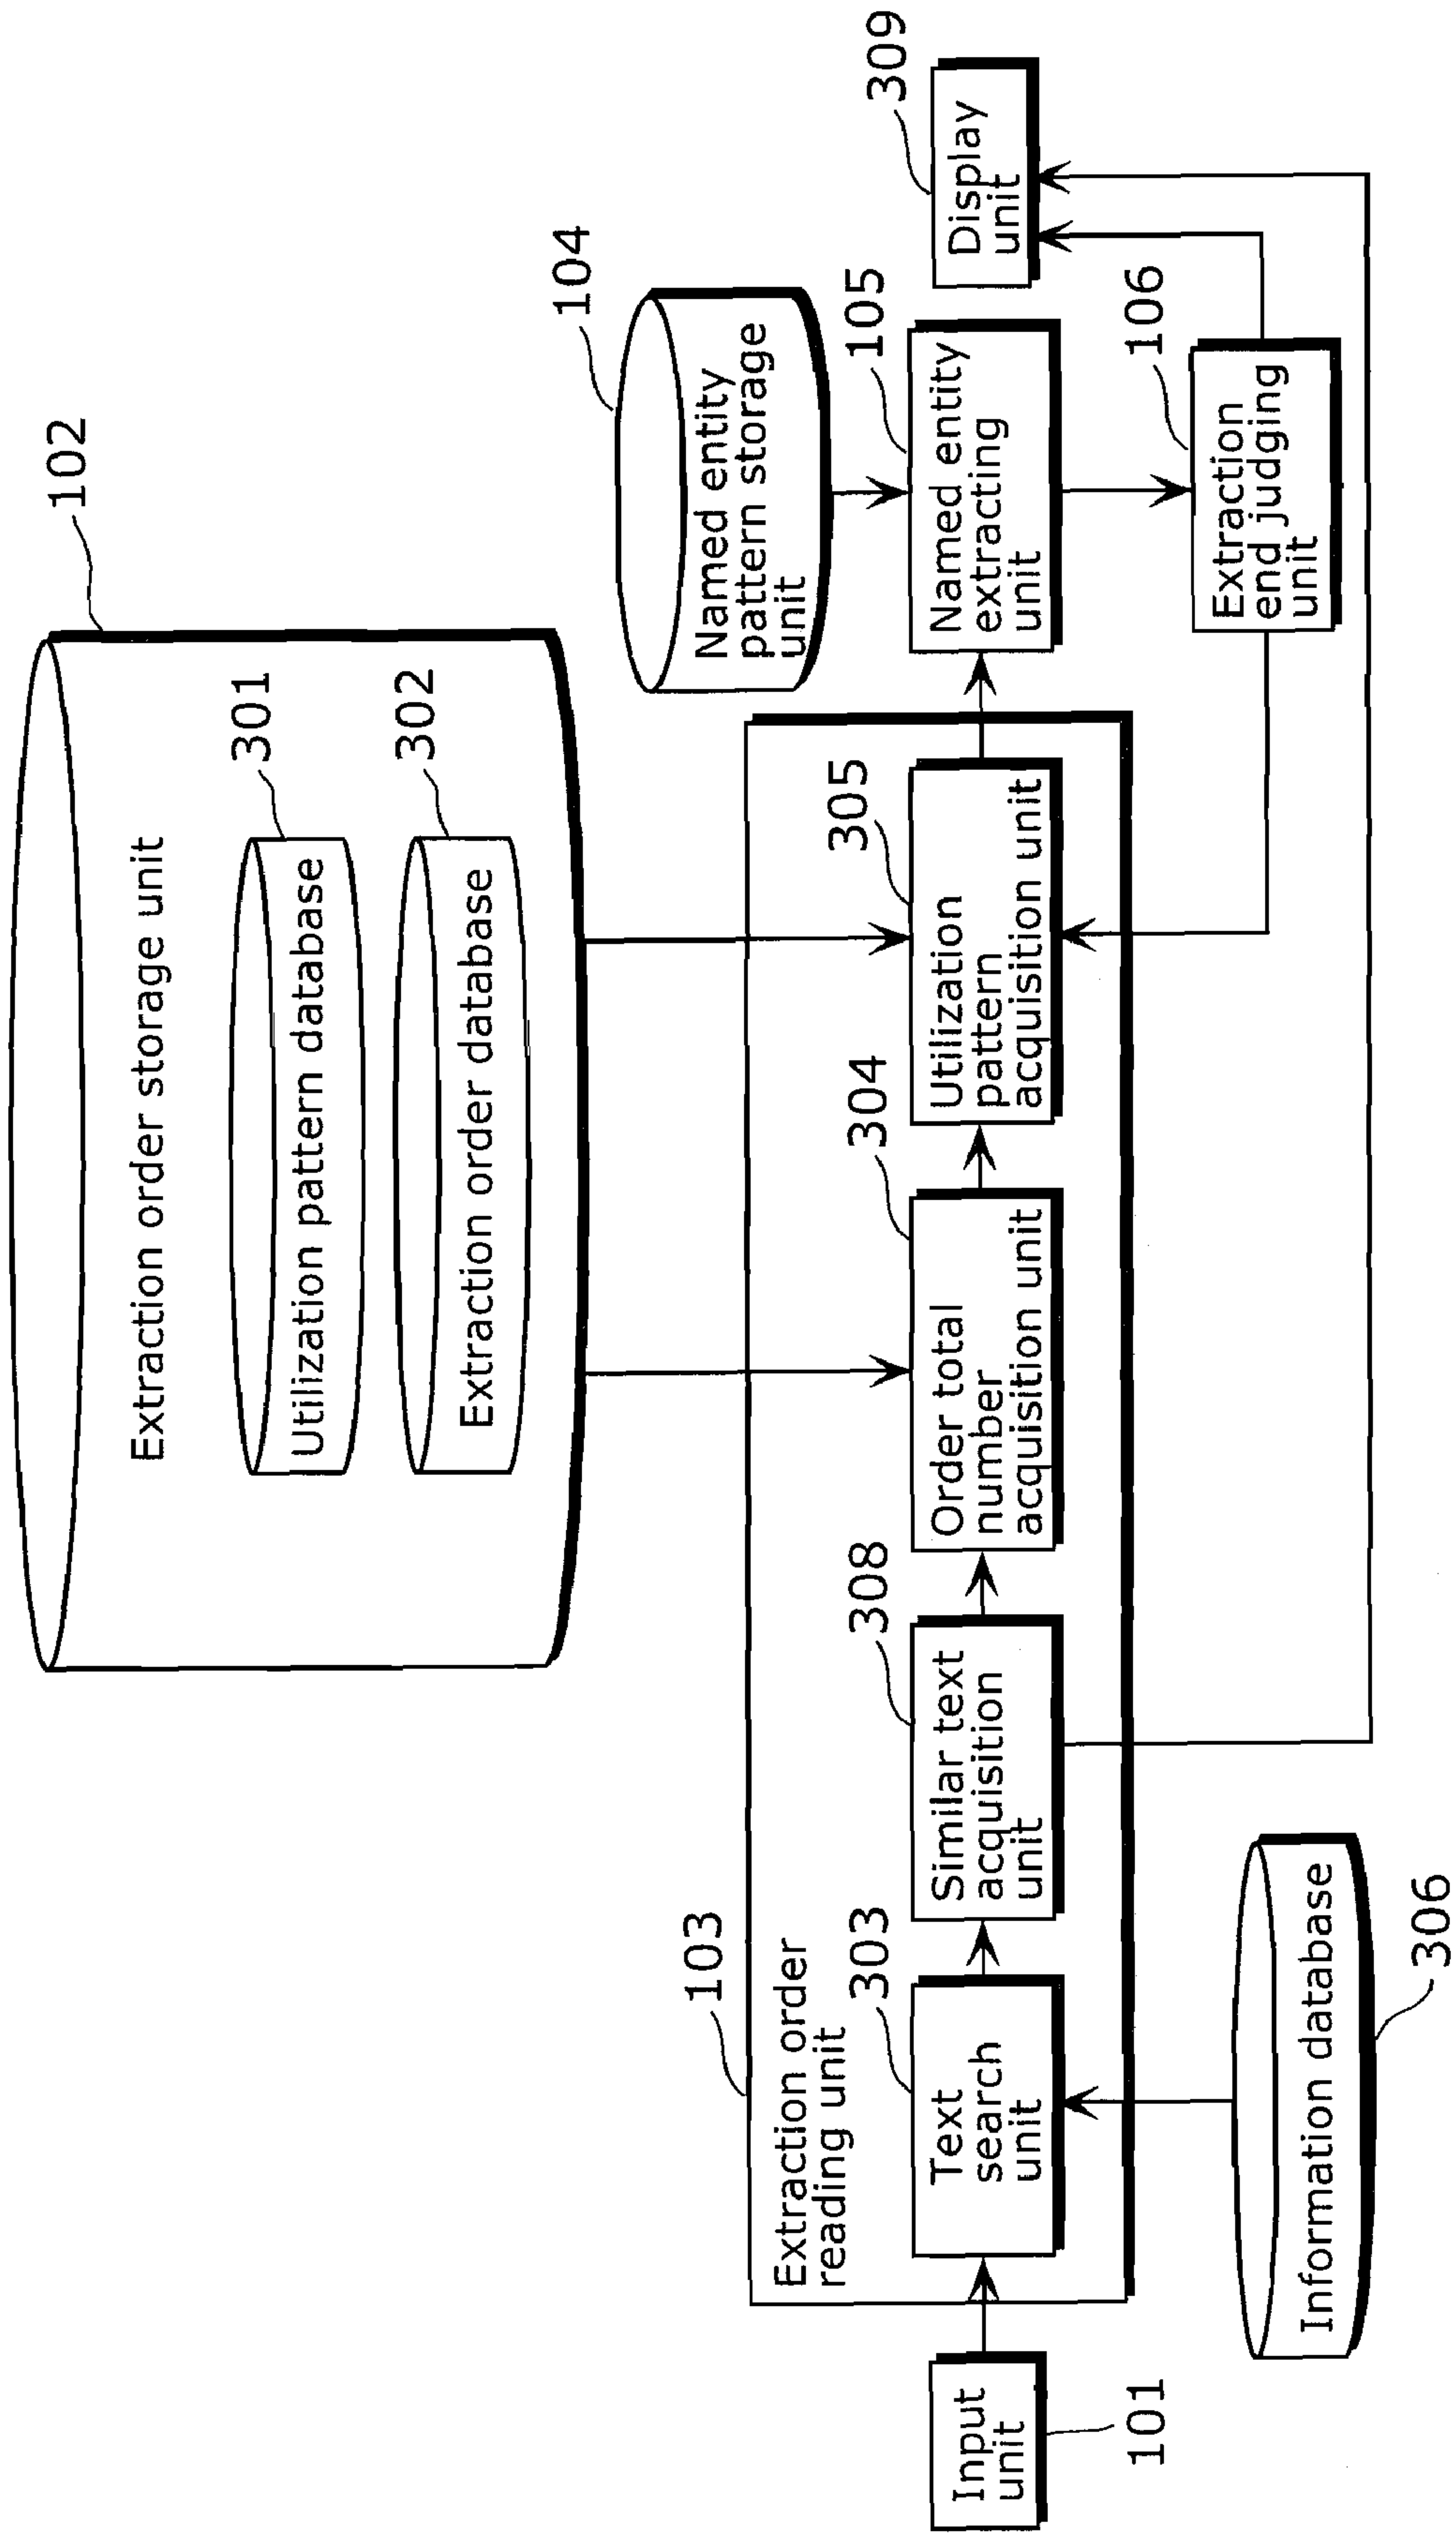 102
Extraction order storage unit
301
Utilization pattern database
302
Extraction order database
104
Named entity
pattern storage
unit
103
Extraction order
reading unit
101
Input
unit
303
Text
search
unit
308
Similar text
acquisition
unit
304
Order total
number
acquisition unit
305
Utilization
pattern
acquisition unit
105
Named entity
extracting
unit
309
Display
unit
106
Extraction
end judging
unit
Information database
306